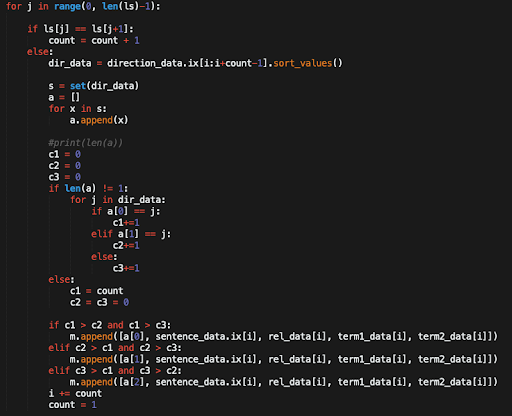 for j in range(0, len(ls)-1):
if ls[j] == ls[j+1]:
count = count + 1
else:
dir_data = direction_data.ix[i:i+count-1].sort_values()
s = set(dir_data)
a = []
for x in s:
a.append(x)
#print(len(a))
c1 = 0
c2 = 0
c3 = 0
if len(a) != 1:
for j in dir_data:
if a[0] == j:
c1+=1
elif a[1] == j:
c2+=1
else:
c3+=1
else:
c1 = count
c2 = c3 = 0
if c1 > c2 and c1 > c3:
m.append([a[0], sentence_data.ix[i], rel_data[i], term1_data[i], term2_data[i]])
elif c2 > c1 and c2 > c3:
m.append([a[1], sentence_data.ix[i], rel_data[i], term1_data[i], term2_data[i]])
elif c3 > c1 and c3 > c2:
m.append([a[2], sentence_data.ix[i], rel_data[i], term1_data[i], term2_data[i]])
i += count
count = 1